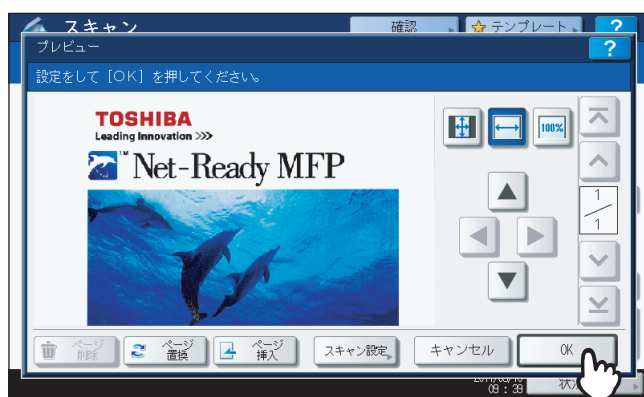 スキャン
確認
テンプレート
?
プレビュー
?
設定をして [OK] を押してください。
TOSHIBA
Leading Innovation >>>
™ Net-Ready MFP
100%
1
1
ページ
削除
ページ
置換
ページ
挿入
スキャン設定
キャンセル
OK
09 : 39